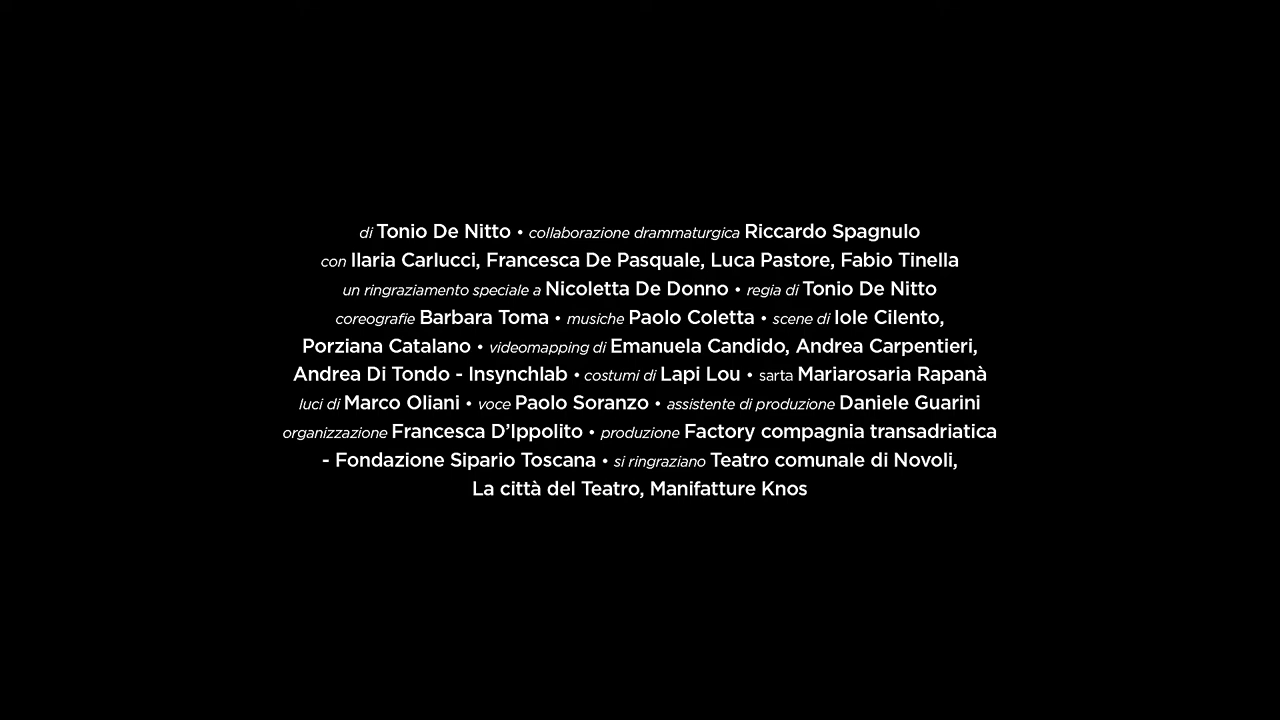 di Tonio De Nitto • collaborazione drammaturgica Riccardo Spagnulo
con Ilaria Carlucci, Francesca De Pasquale, Luca Pastore, Fabio Tinella
un ringraziamento speciale a Nicoletta De Donno • regia di Tonio De Nitto
coreografie Barbara Toma • musiche Paolo Coletta • scene di Iole Cilento,
Porziana Catalano • videomapping di Emanuela Candido, Andrea Carpentieri,
Andrea Di Tondo - Insynchlab • costumi di Lapi Lou • sarta Mariarosaria Rapanà
luci di Marco Oliani • voce Paolo Soranzo • assistente di produzione Daniele Guarini
organizzazione Francesca D’Ippolito • produzione Factory compagnia transadriatica
- Fondazione Sipario Toscana • si ringraziano Teatro comunale di Novoli,
La città del Teatro, Manifatture Knos